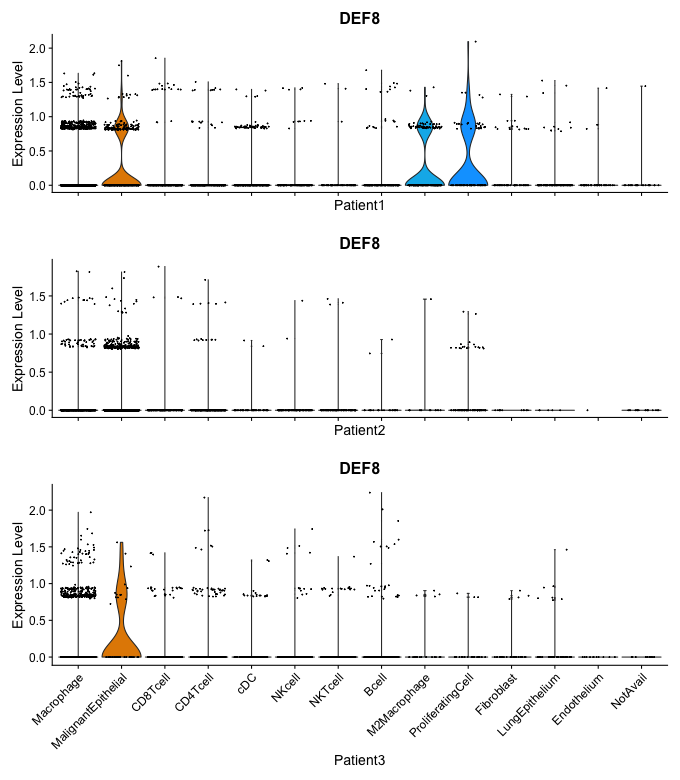 DEF8
Expression Level
2.0
1.5
1.0
0.5
0.0
Patient1
DEF8
Expression Level
1.5
1.0
0.5
0.0
Patient2
DEF8
Expression Level
2.0
1.5
1.0
0.5
0.0
Macrophage
MalignantEpithelial
CD8Tcell
CD4Tcell
cDC
NKcell
NKTcell
Bcell
M2Macrophage
ProliferatingCell
Fibroblast
LungEpithelium
Endothelium
NotAvail
Patient3